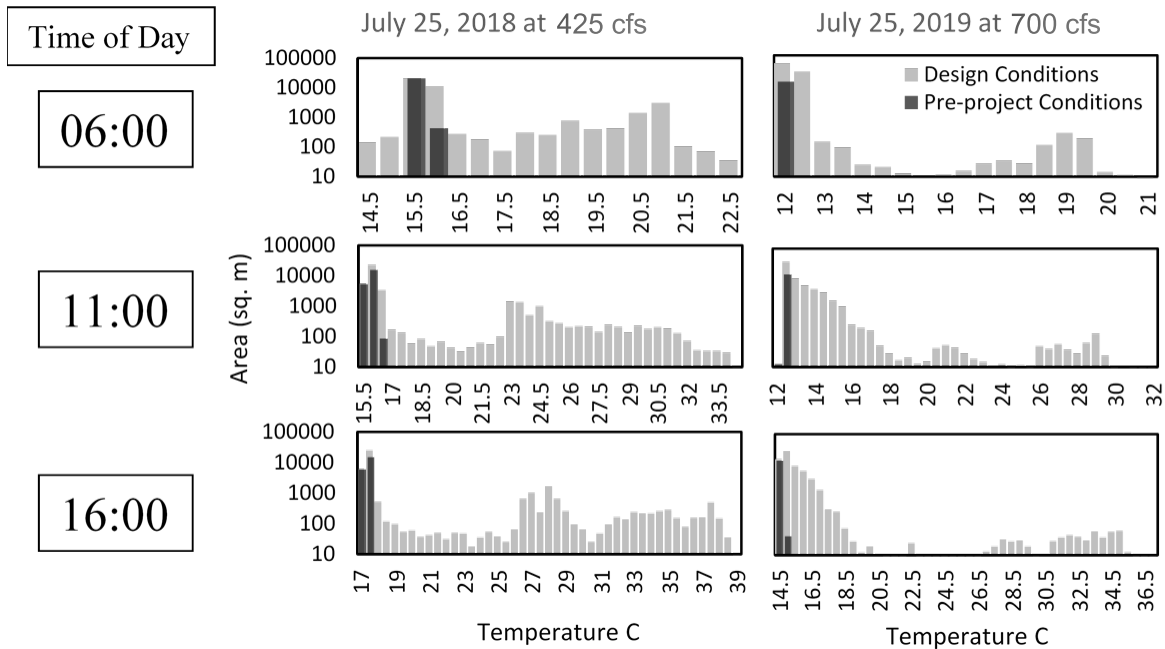 Time of Day
July 25, 2018 at 425 cfs
July 25, 2019 at 700 cfs
06:00
100000
10000
1000
100
10
14.5 15.5 16.5 17.5 18.5 19.5 20.5 21.5 22.5
Design Conditions
Pre-project Conditions
12 13 14 15 16 17 18 19 20 21
11:00
Area (sq. m)
100000
10000
1000
100
10
15.5 17 18.5 20 21.5 23 24.5 26 27.5 29 30.5 32 33.5
12 14 16 18 20 22 24 26 28 30 32
16:00
100000
10000
1000
100
10
17 19 21 23 25 27 29 31 33 35 37 39
14.5 16.5 18.5 20.5 22.5 24.5 26.5 28.5 30.5 32.5 34.5 36.5
Temperature C
Temperature C